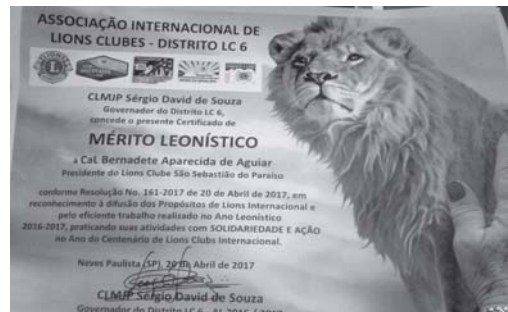 ASSOCIAÇÃO INTERNACIONAL DE
LIONS CLUBES - DISTRITO LC 6
CLMJP Sérgio David de Souza
Governador do Distrito LC 6,
concede o presente Certificado de
MÉRITO LEONÍSTICO
à CaL Bernadete Aparecida de Aguiar
Presidente do Lions Clube São Sebastião do Paraíso
conforme Resolução No. 161-2017 de 20 de Abril de 2017, em
reconhecimento à difusão dos Propósitos de Lions Internacional e
pelo eficiente trabalho realizado no Ano Leonístico
2016-2017, praticando suas atividades com SOLIDARIEDADE E AÇÃO
no Ano do Centenário de Lions Clubs Internacional.
Neves Paulista (SP), 20 de Abril de 2017
CLMJP Sérgio David de Souza
Governador do Distrito LC 6 - AL 2016 / 2017